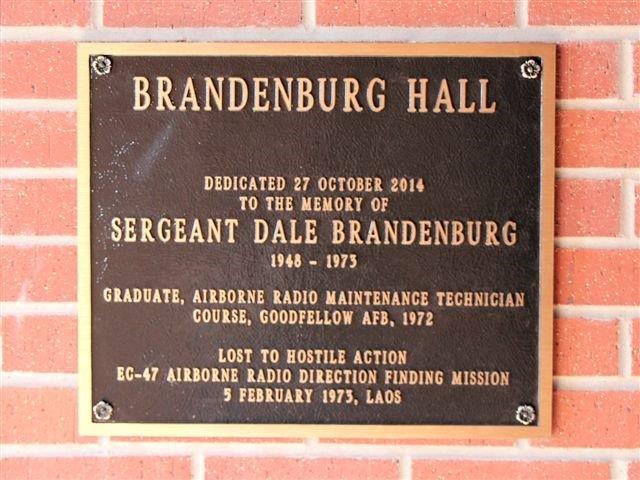 BRANDENBURG HALL
DEDICATED 27 OCTOBER 2014
TO THE MEMORY OF
SERGEANT DALE BRANDENBURG
1948 - 1973
GRADUATE, AIRBORNE RADIO MAINTENANCE TECHNICIAN
COURSE, GOODFELLOW AFB, 1972
LOST TO HOSTILE ACTION
EC-47 AIRBORNE RADIO DIRECTION FINDING MISSION
5 FEBRUARY 1973, LAOS